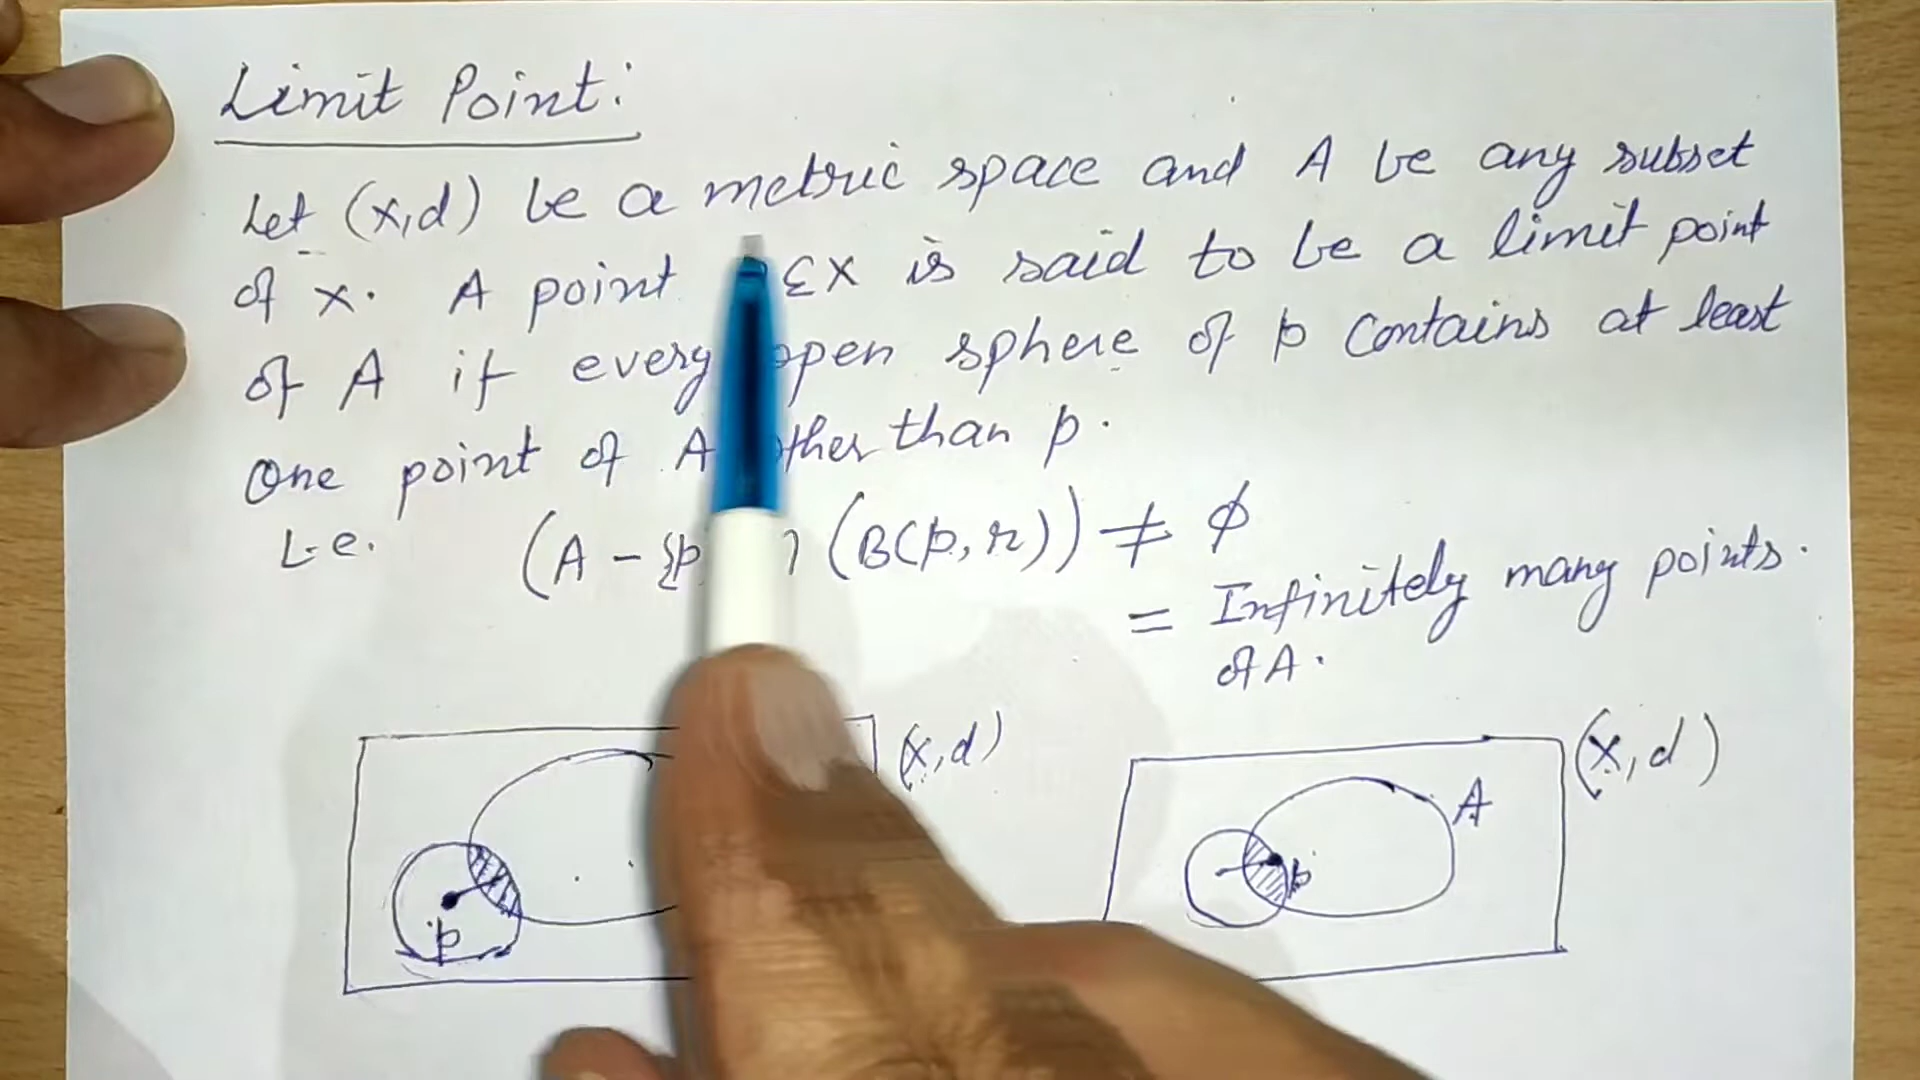 Limit Point:
Let (x,d) be a metric space and A be any subset
of x. A point εx is said to be a limit point
of A if every open sphere of p contains at least
One point of A other than p.
i.e. (A - {p ∩ (B(p, r)) ≠ φ
= Infinitely many points.
of A.
(x, d)
(x, d)
A
p
p